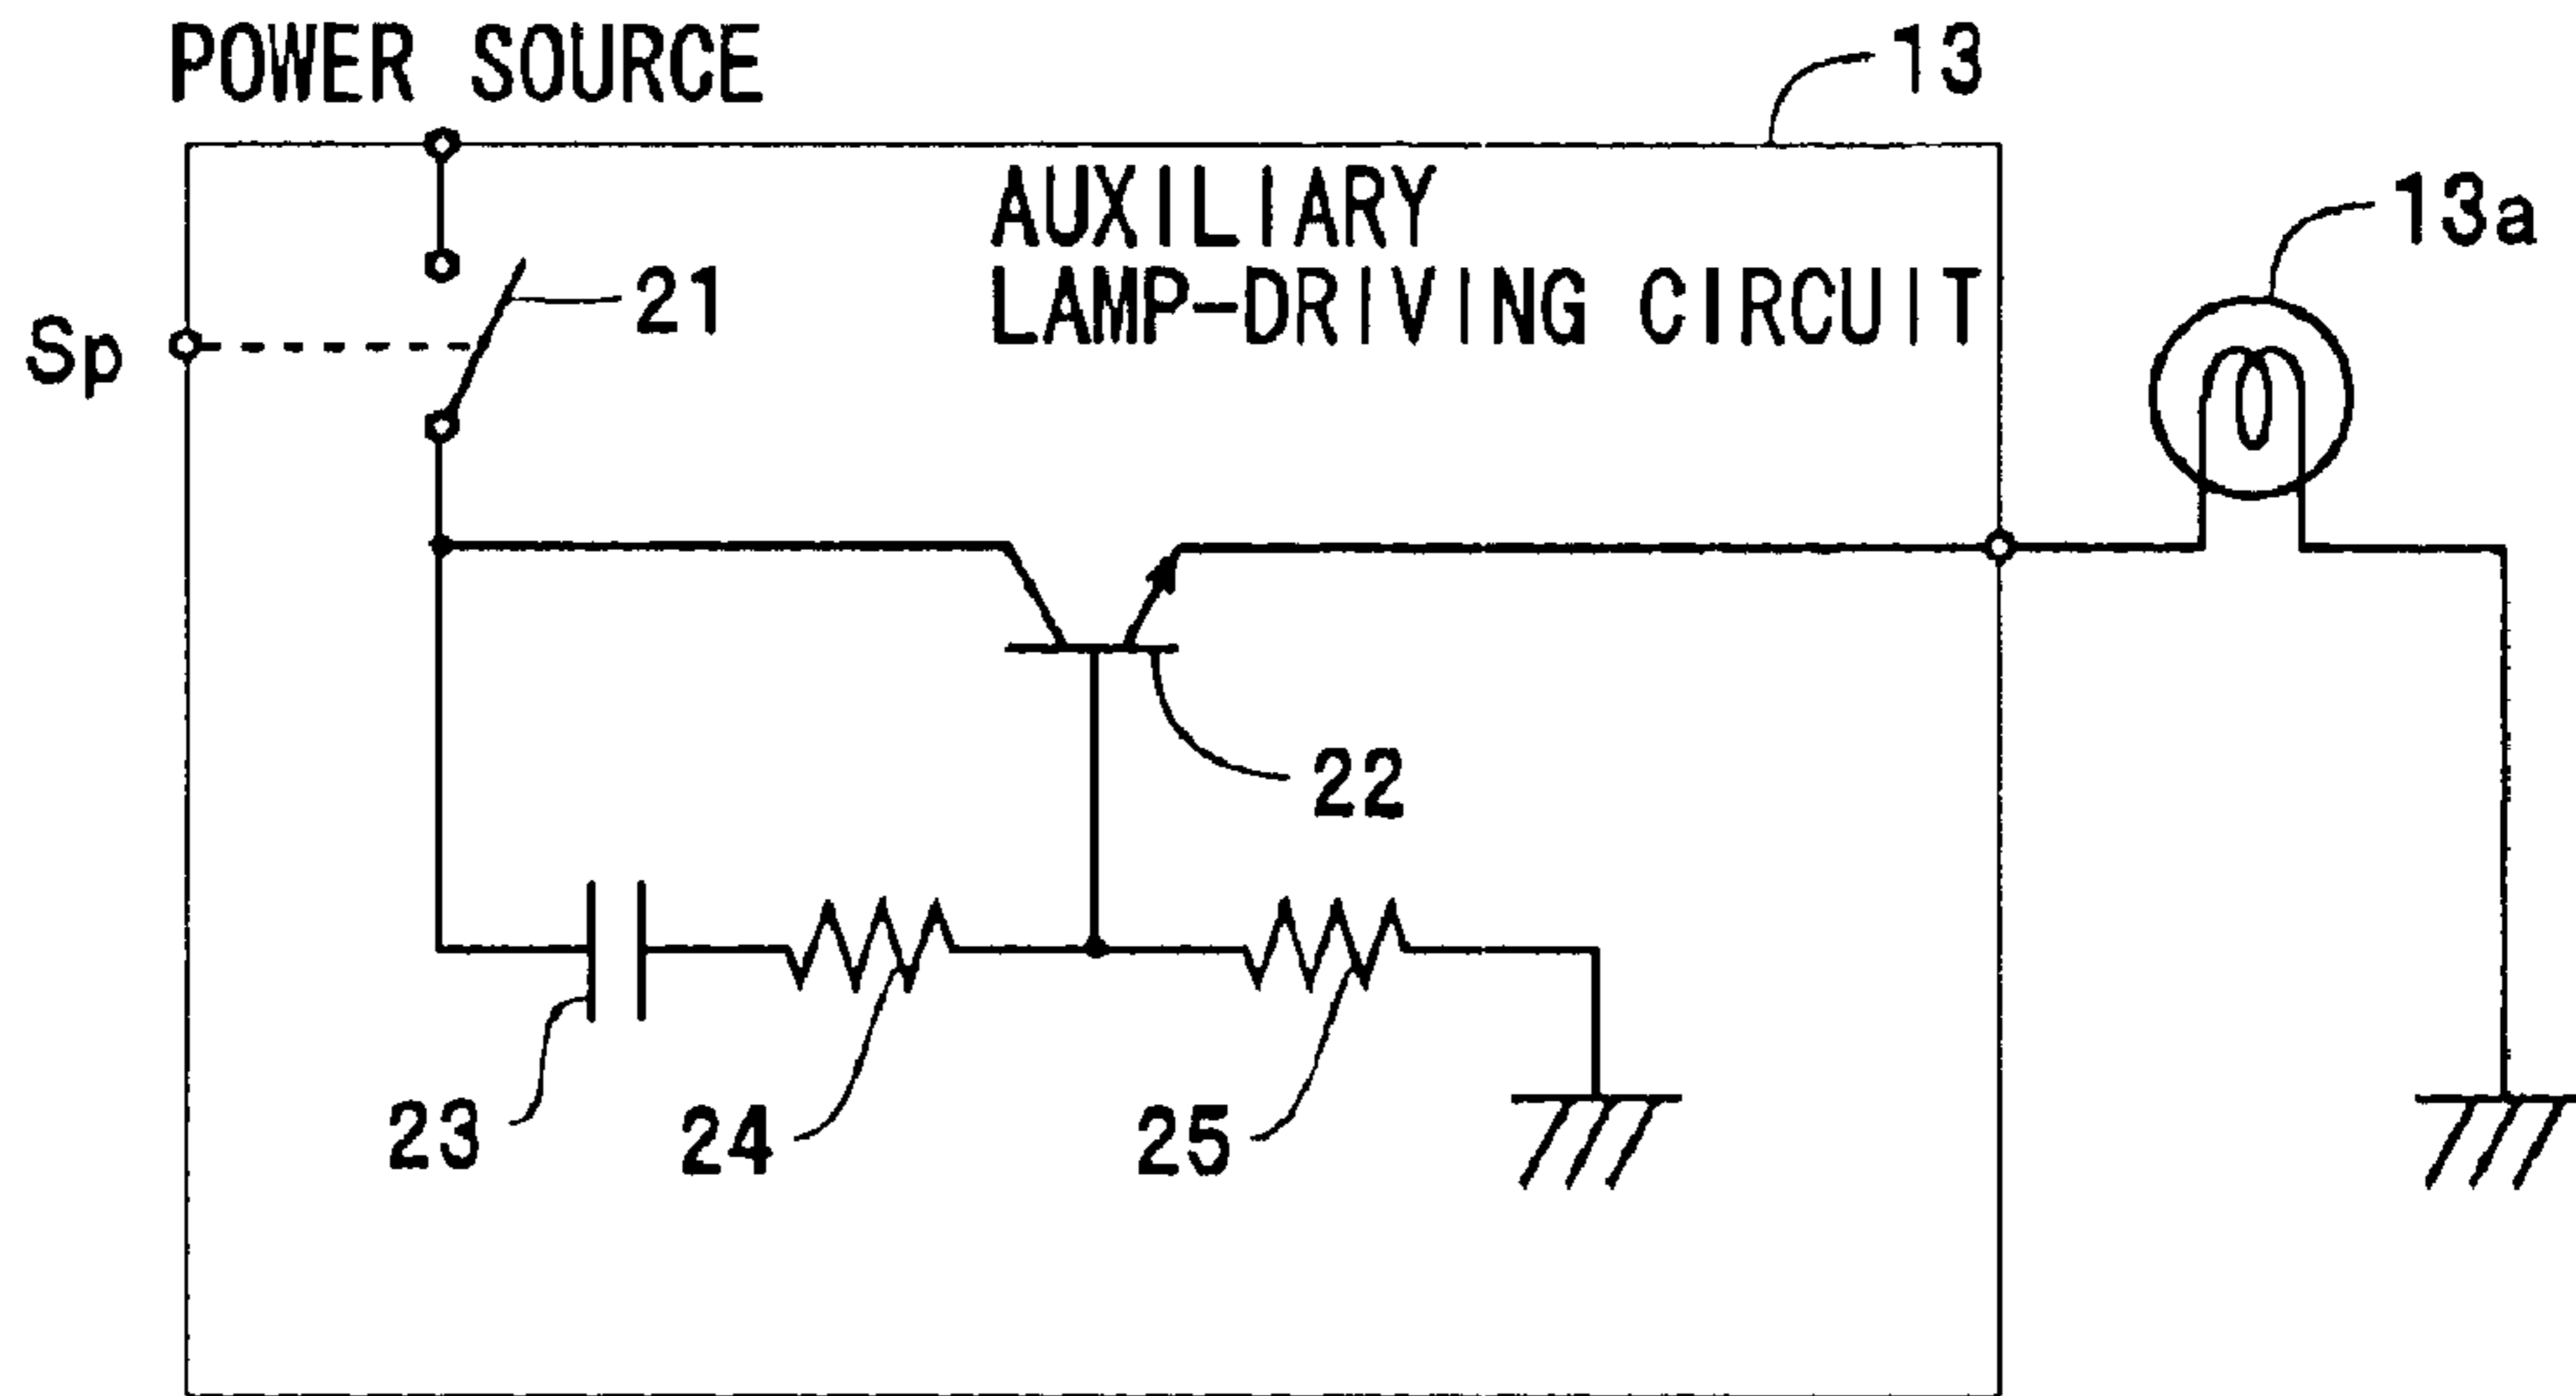 POWER SOURCE
13
AUXILIARY
LAMP-DRIVING CIRCUIT
13a
21
Sp
22
23
24
25